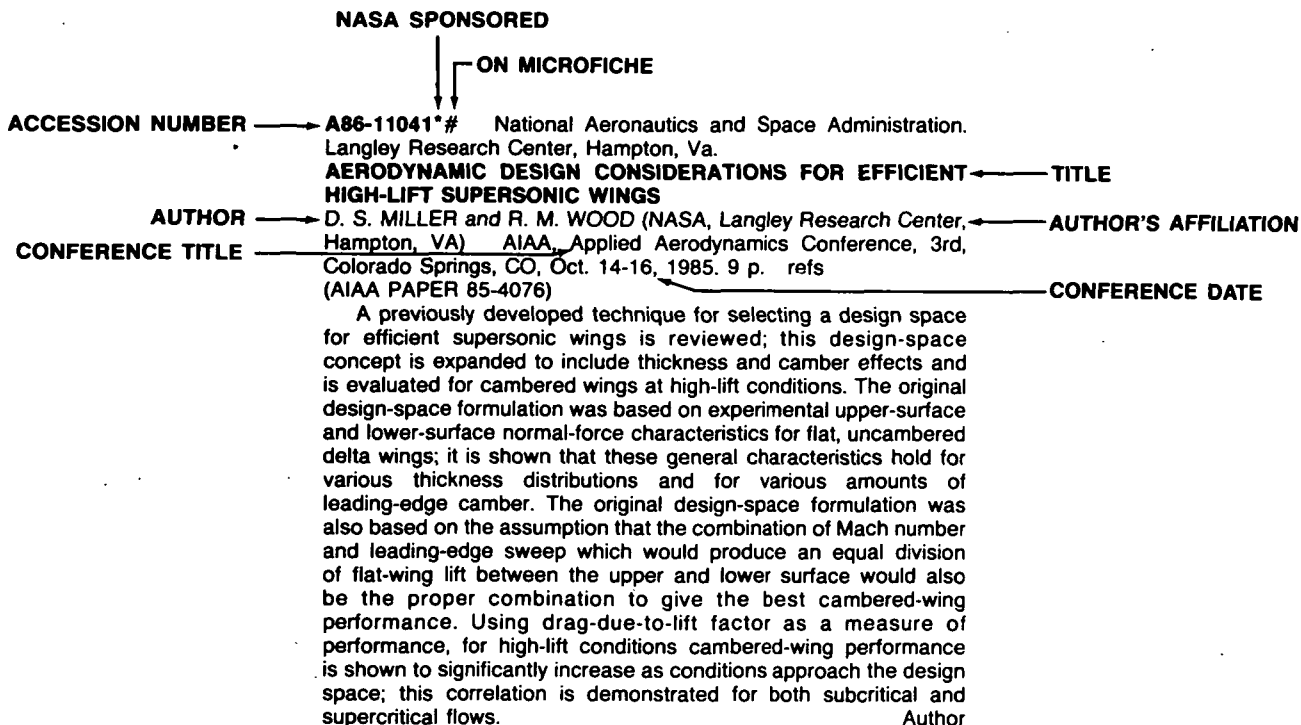 NASA SPONSORED
ON MICROFICHE
ACCESSION NUMBER
A86-11041*# National Aeronautics and Space Administration.
Langley Research Center, Hampton, Va.
AERODYNAMIC DESIGN CONSIDERATIONS FOR EFFICIENT
TITLE
HIGH-LIFT SUPERSONIC WINGS
AUTHOR
D. S. MILLER and R. M. WOOD (NASA, Langley Research Center,
AUTHOR'S AFFILIATION
Hampton, VA) AIAA, Applied Aerodynamics Conference, 3rd,
CONFERENCE TITLE
Colorado Springs, CO, Oct. 14-16, 1985. 9 p. refs
(AIAA PAPER 85-4076)
CONFERENCE DATE
A previously developed technique for selecting a design space
for efficient supersonic wings is reviewed; this design-space
concept is expanded to include thickness and camber effects and
is evaluated for cambered wings at high-lift conditions. The original
design-space formulation was based on experimental upper-surface
and lower-surface normal-force characteristics for flat, uncambered
delta wings; it is shown that these general characteristics hold for
various thickness distributions and for various amounts of
leading-edge camber. The original design-space formulation was
also based on the assumption that the combination of Mach number
and leading-edge sweep which would produce an equal division
of flat-wing lift between the upper and lower surface would also
be the proper combination to give the best cambered-wing
performance. Using drag-due-to-lift factor as a measure of
performance, for high-lift conditions cambered-wing performance
is shown to significantly increase as conditions approach the design
space; this correlation is demonstrated for both subcritical and
supercritical flows. Author